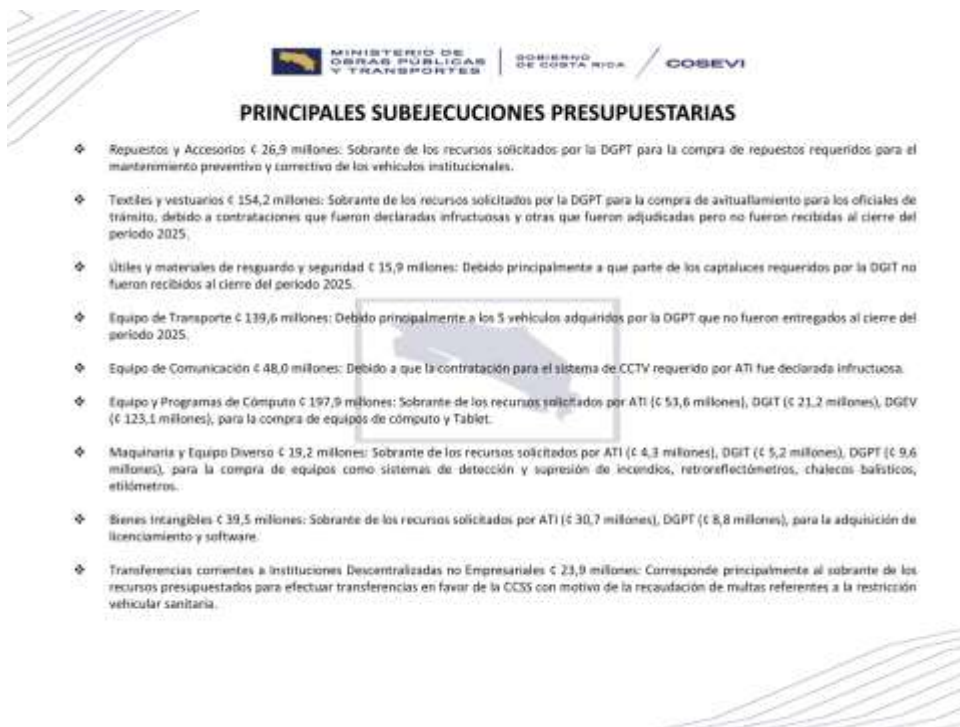 MINISTERIO DE
OBRAS PÚBLICAS
Y TRANSPORTES
GOBIERNO
DE COSTA RICA
COSEVI
PRINCIPALES SUBEJECUCIONES PRESUPUESTARIAS
❖ Repuestos y Accesorios ¢ 26,9 millones: Sobrante de los recursos solicitados por la DGPT para la compra de repuestos requeridos para el
mantenimiento preventivo y correctivo de los vehículos institucionales.
❖ Textiles y vestuarios ¢ 154,2 millones: Sobrante de los recursos solicitados por la DGPT para la compra de avituallamiento para los oficiales de
tránsito, debido a contrataciones que fueron declaradas infructuosas y otras que fueron adjudicadas pero no fueron recibidas al cierre del
período 2025.
❖ Útiles y materiales de resguardo y seguridad ¢ 15,9 millones: Debido principalmente a que parte de los captaluces requeridos por la DGIT no
fueron recibidos al cierre del período 2025.
❖ Equipo de Transporte ¢ 139,6 millones: Debido principalmente a los 5 vehículos adquiridos por la DGPT que no fueron entregados al cierre del
período 2025.
❖ Equipo de Comunicación ¢ 48,0 millones: Debido a que la contratación para el sistema de CCTV requerido por ATI fue declarada infructuosa.
❖ Equipo y Programas de Cómputo ¢ 197,9 millones: Sobrante de los recursos solicitados por ATI (¢ 53,6 millones), DGIT (¢ 21,2 millones), DGEV
(¢ 123,1 millones), para la compra de equipos de cómputo y Tablet.
❖ Maquinaria y Equipo Diverso ¢ 19,2 millones: Sobrante de los recursos solicitados por ATI (¢ 4,3 millones), DGIT (¢ 5,2 millones), DGPT (¢ 9,6
millones), para la compra de equipos como sistemas de detección y supresión de incendios, retroreflectómetros, chalecos balísticos,
etilómetros.
❖ Bienes Intangibles ¢ 39,5 millones: Sobrante de los recursos solicitados por ATI (¢ 30,7 millones), DGPT (¢ 8,8 millones), para la adquisición de
licenciamiento y software.
❖ Transferencias corrientes a Instituciones Descentralizadas no Empresariales ¢ 23,9 millones: Corresponde principalmente al sobrante de los
recursos presupuestados para efectuar transferencias en favor de la CCSS con motivo de la recaudación de multas referentes a la restricción
vehicular sanitaria.